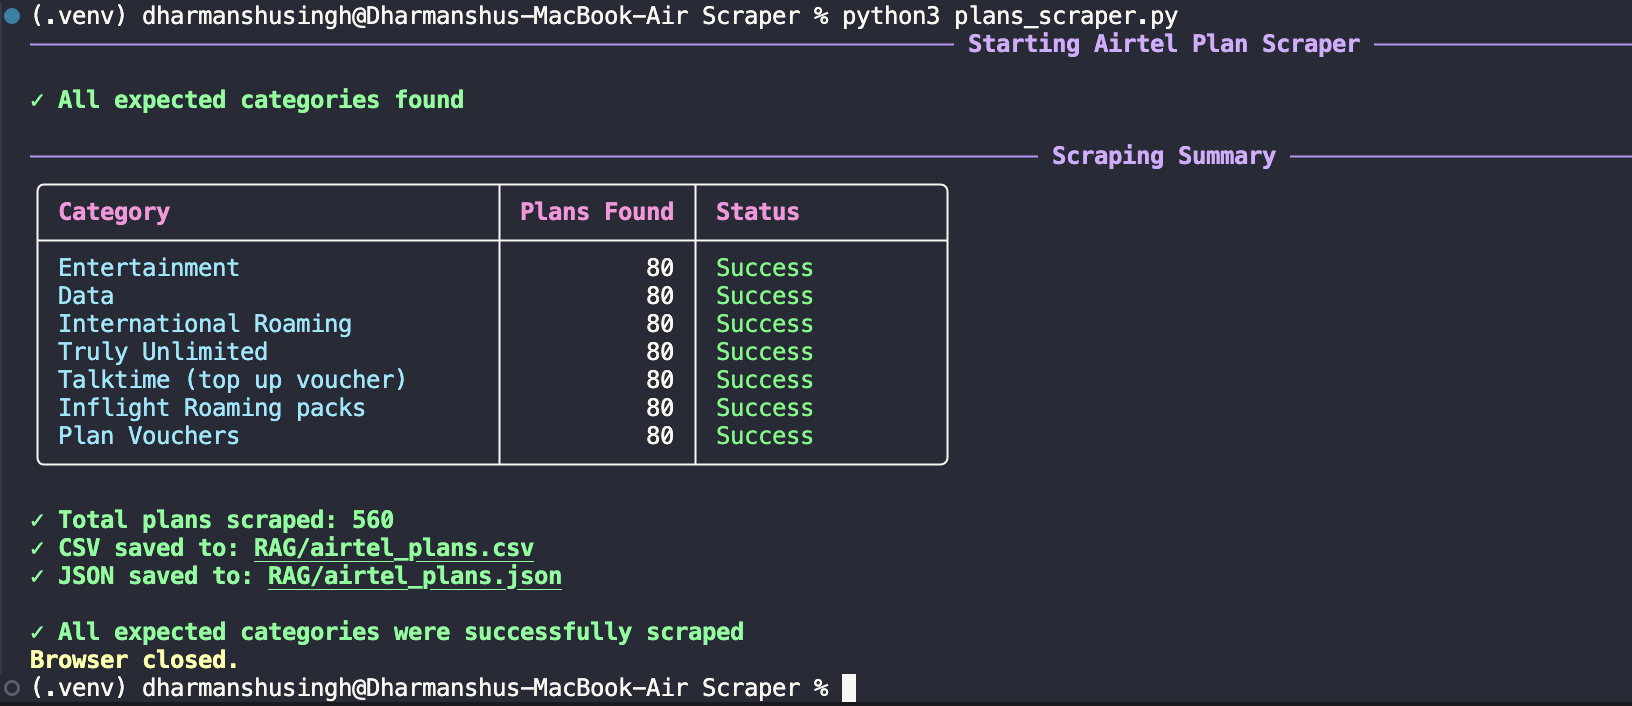 (.venv) dharmanshusingh@Dharmanshus-MacBook-Air Scraper % python3 plans_scraper.py
Starting Airtel Plan Scraper
✓ All expected categories found
Scraping Summary
Category Plans Found Status
Entertainment 80 Success
Data 80 Success
International Roaming 80 Success
Truly Unlimited 80 Success
Talktime (top up voucher) 80 Success
Inflight Roaming packs 80 Success
Plan Vouchers 80 Success
✓ Total plans scraped: 560
✓ CSV saved to: RAG/airtel_plans.csv
✓ JSON saved to: RAG/airtel_plans.json
✓ All expected categories were successfully scraped
Browser closed.
(.venv) dharmanshusingh@Dharmanshus-MacBook-Air Scraper %